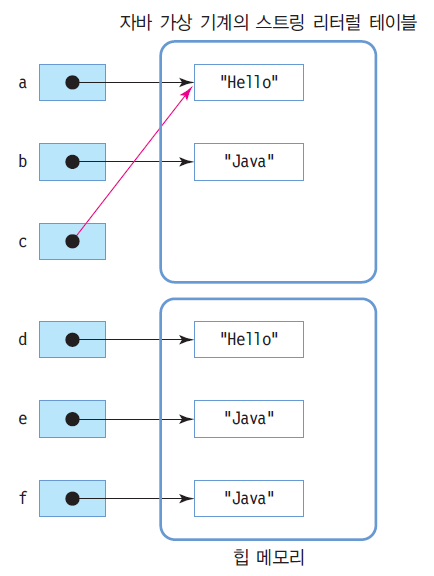 자바 가상 기계의 스트링 리터럴 테이블
a "Hello"
b "Java"
c
d "Hello"
e "Java"
f "Java"
힙 메모리